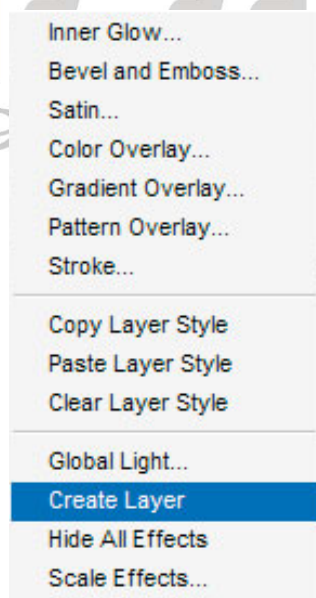 Inner Glow...
Bevel and Emboss...
Satin...
Color Overlay...
Gradient Overlay...
Pattern Overlay...
Stroke...
Copy Layer Style
Paste Layer Style
Clear Layer Style
Global Light...
Create Layer
Hide All Effects
Scale Effects...